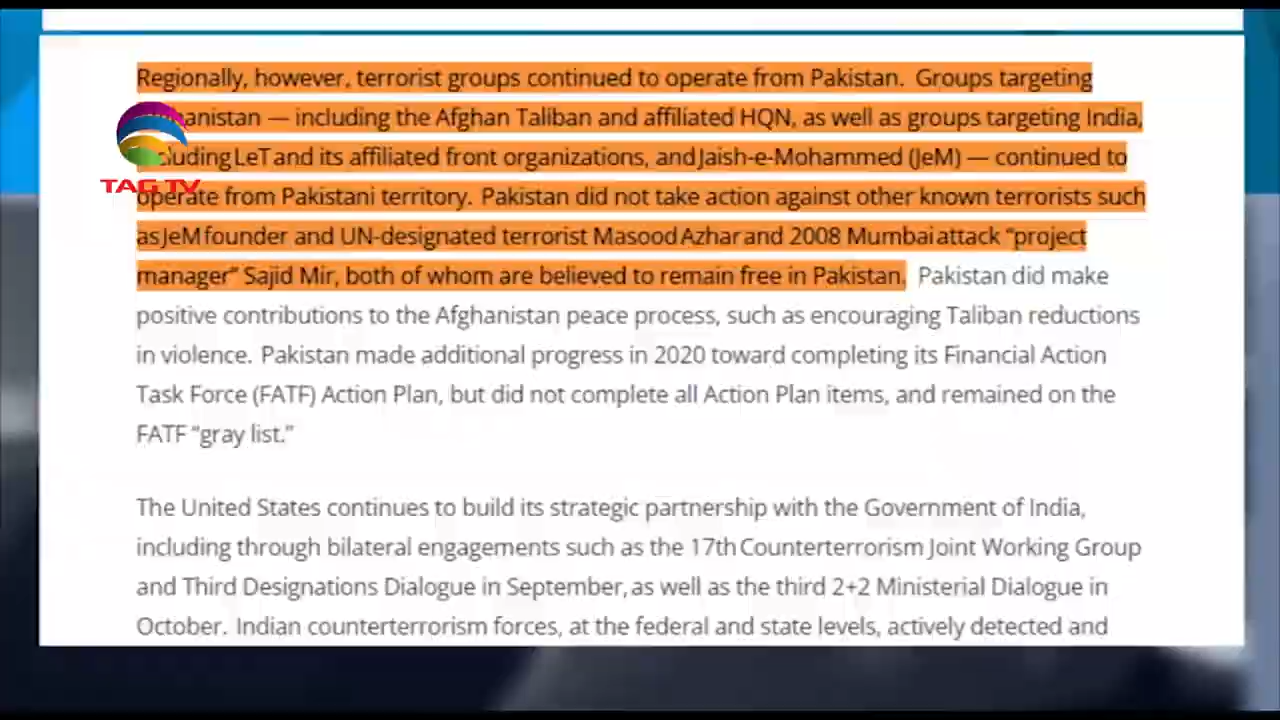 Regionally, however, terrorist groups continued to operate from Pakistan. Groups targeting
anistan — including the Afghan Taliban and affiliated HQN, as well as groups targeting India,
cluding LeT and its affiliated front organizations, and Jaish-e-Mohammed (JeM) — continued to
TAG TV
operate from Pakistani territory. Pakistan did not take action against other known terrorists such
as JeM founder and UN-designated terrorist Masood Azhar and 2008 Mumbai attack “project
manager” Sajid Mir, both of whom are believed to remain free in Pakistan. Pakistan did make
positive contributions to the Afghanistan peace process, such as encouraging Taliban reductions
in violence. Pakistan made additional progress in 2020 toward completing its Financial Action
Task Force (FATF) Action Plan, but did not complete all Action Plan items, and remained on the
FATF “gray list.”
The United States continues to build its strategic partnership with the Government of India,
including through bilateral engagements such as the 17th Counterterrorism Joint Working Group
and Third Designations Dialogue in September, as well as the third 2+2 Ministerial Dialogue in
October. Indian counterterrorism forces, at the federal and state levels, actively detected and